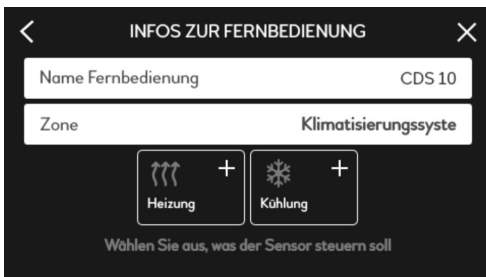 INFOS ZUR FERNBEDIENUNG
Name Fernbedienung CDS 10
Zone Klimatisierungssyste
Heizung Kühlung
Wählen Sie aus, was der Sensor steuern soll